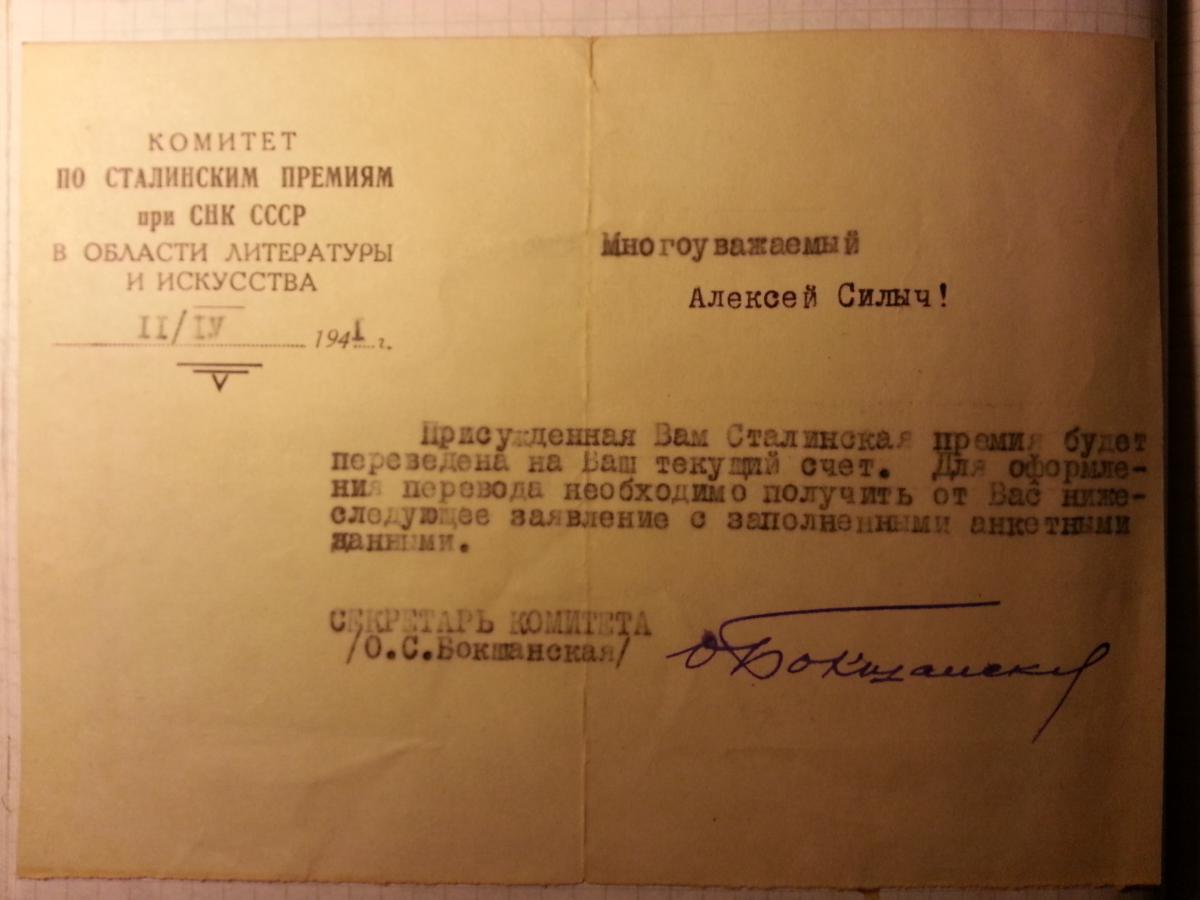 КОМИТЕТ
ПО СТАЛИНСКИМ ПРЕМИЯМ
при СНК СССР
В ОБЛАСТИ ЛИТЕРАТУРЫ
И ИСКУССТВА
II/IУ 1941 г.
Многоуважаемый
Алексей Силыч!
Присужденная Вам Сталинская премия будет
переведена на Ваш текущий счет. Для оформле-
ния перевода необходимо получить от Вас ниже-
следующее заявление с заполненными анкетными
данными.
СЕКРЕТАРЬ КОМИТЕТА
/О.С.Бокшанская/
ОБокшанская